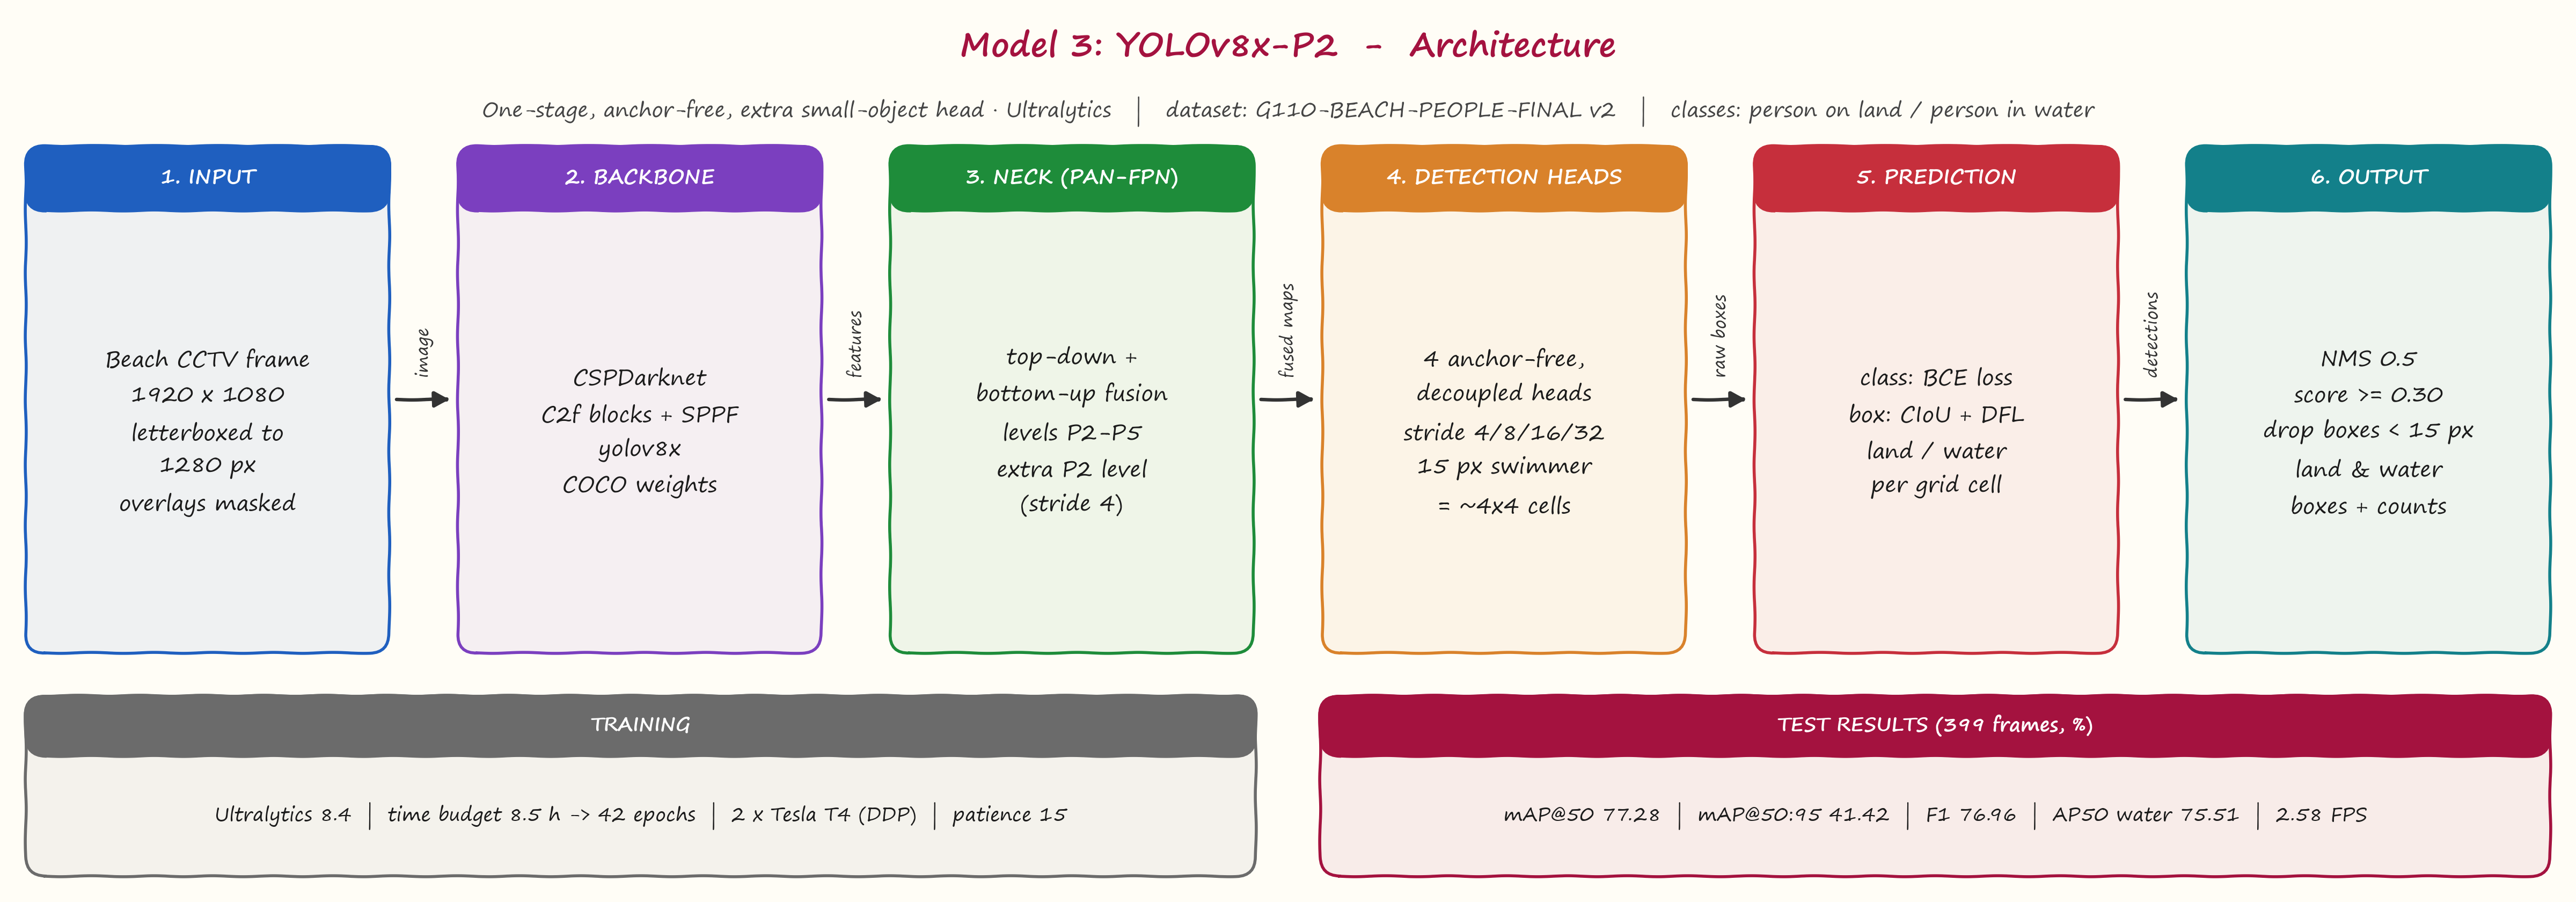 Model 3: YOLOv8x-P2 - Architecture
One-stage, anchor-free, extra small-object head · Ultralytics | dataset: G110-BEACH-PEOPLE-FINAL v2 | classes: person on land / person in water
1. INPUT
Beach CCTV frame
1920 x 1080
letterboxed to
1280 px
overlays masked
image
2. BACKBONE
CSPDarknet
C2f blocks + SPPF
yolov8x
COCO weights
features
3. NECK (PAN-FPN)
top-down +
bottom-up fusion
levels P2-P5
extra P2 level
(stride 4)
fused maps
4. DETECTION HEADS
4 anchor-free,
decoupled heads
stride 4/8/16/32
15 px swimmer
= ~4x4 cells
raw boxes
5. PREDICTION
class: BCE loss
box: CIoU + DFL
land / water
per grid cell
detections
6. OUTPUT
NMS 0.5
score >= 0.30
drop boxes < 15 px
land & water
boxes + counts
TRAINING
Ultralytics 8.4 | time budget 8.5 h -> 42 epochs | 2 x Tesla T4 (DDP) | patience 15
TEST RESULTS (399 frames, %)
mAP@50 77.28 | mAP@50:95 41.42 | F1 76.96 | AP50 water 75.51 | 2.58 FPS